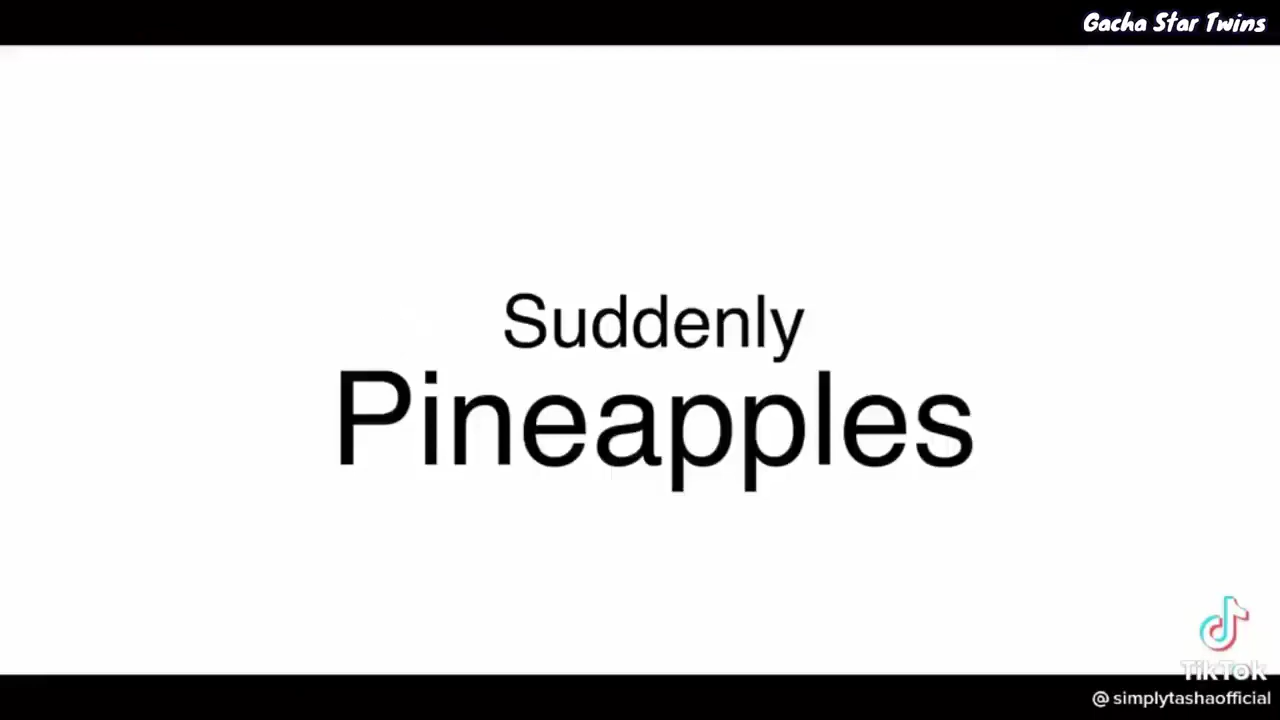 Gacha Star Twins
Suddenly
Pineapples
TikTok
@simplytashaofficial